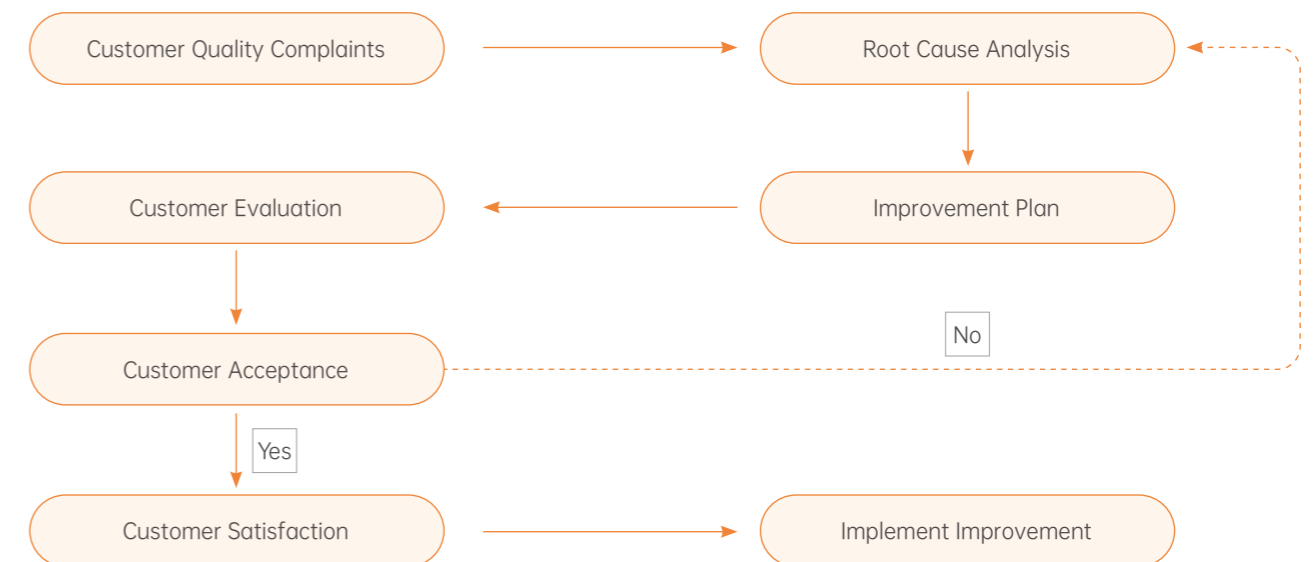 Customer Quality Complaints
Root Cause Analysis
Customer Evaluation
Improvement Plan
No
Customer Acceptance
Yes
Customer Satisfaction
Implement Improvement